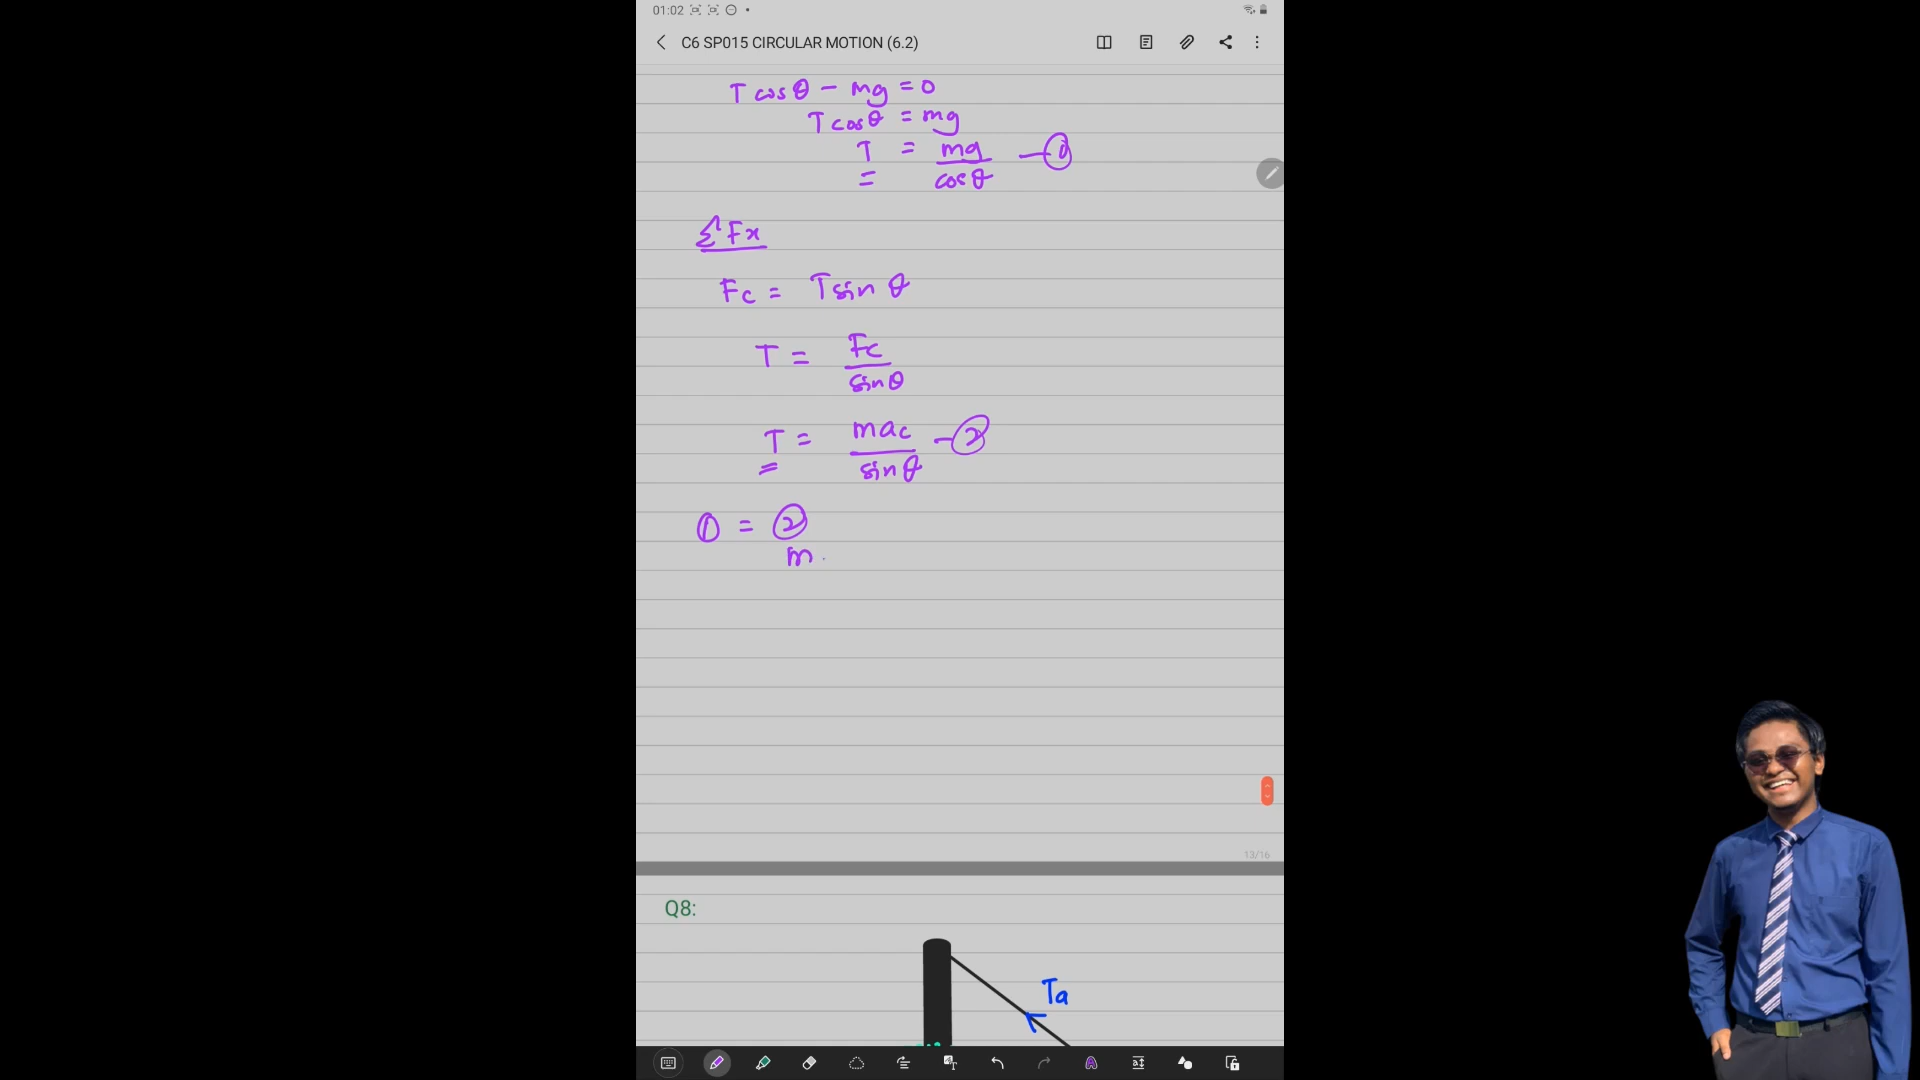 01:02
C6 SP015 CIRCULAR MOTION (6.2)
T cos θ - mg = 0
T cos θ = mg
T = mg / cos θ — ①
=
ΣFx
Fc = T sin θ
T = Fc / sin θ
T = mac / sin θ - ②
=
① = ②
m
13/16
Q8:
Ta